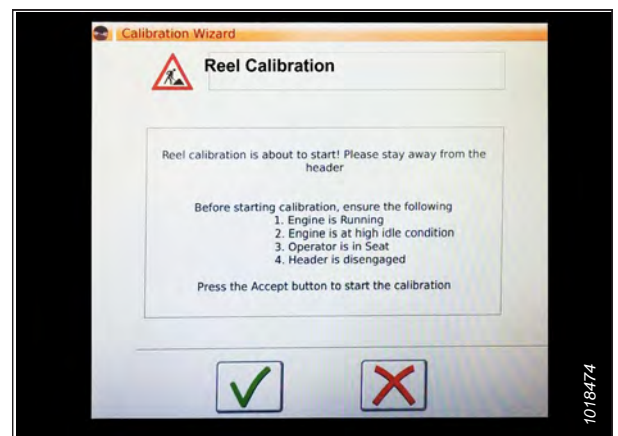 Calibration Wizard
Reel Calibration
Reel calibration is about to start! Please stay away from the
header
Before starting calibration, ensure the following
1. Engine is Running
2. Engine is at high idle condition
3. Operator is in Seat
4. Header is disengaged
Press the Accept button to start the calibration
1018474